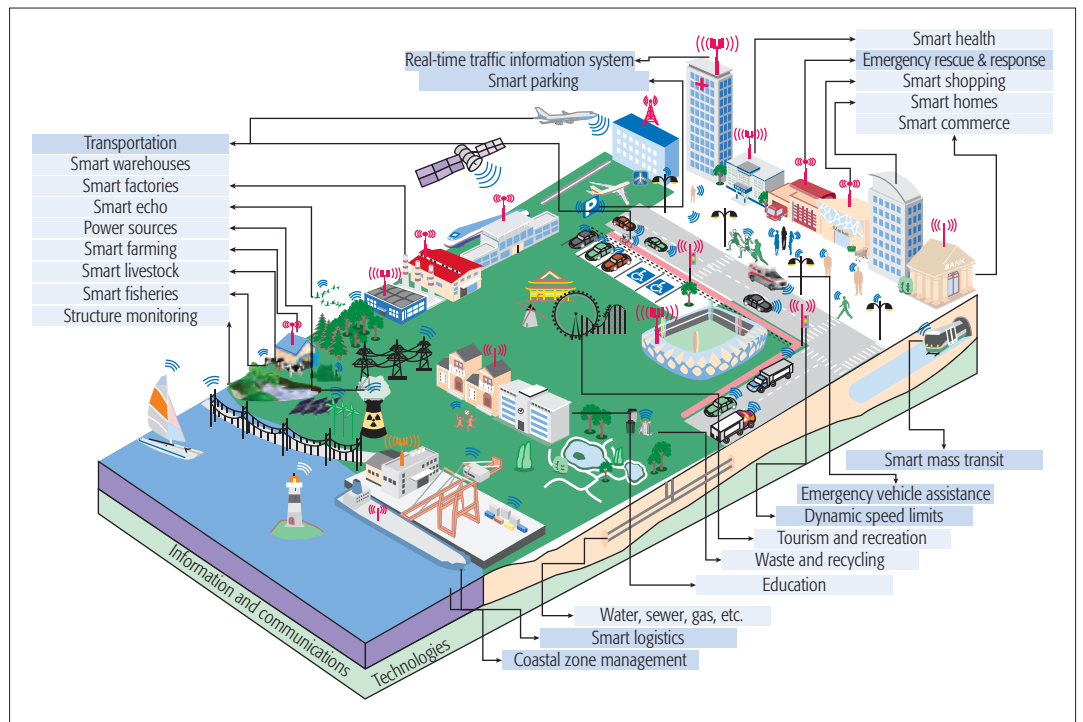 Real-time traffic information system
Smart parking
Smart health
Emergency rescue & response
Smart shopping
Smart homes
Smart commerce
Transportation
Smart warehouses
Smart factories
Smart echo
Power sources
Smart farming
Smart livestock
Smart fisheries
Structure monitoring
P
Market
BANK
Smart mass transit
Emergency vehicle assistance
Dynamic speed limits
Tourism and recreation
Waste and recycling
Education
Water, sewer, gas, etc.
Smart logistics
Coastal zone management
Information and communications
Technologies